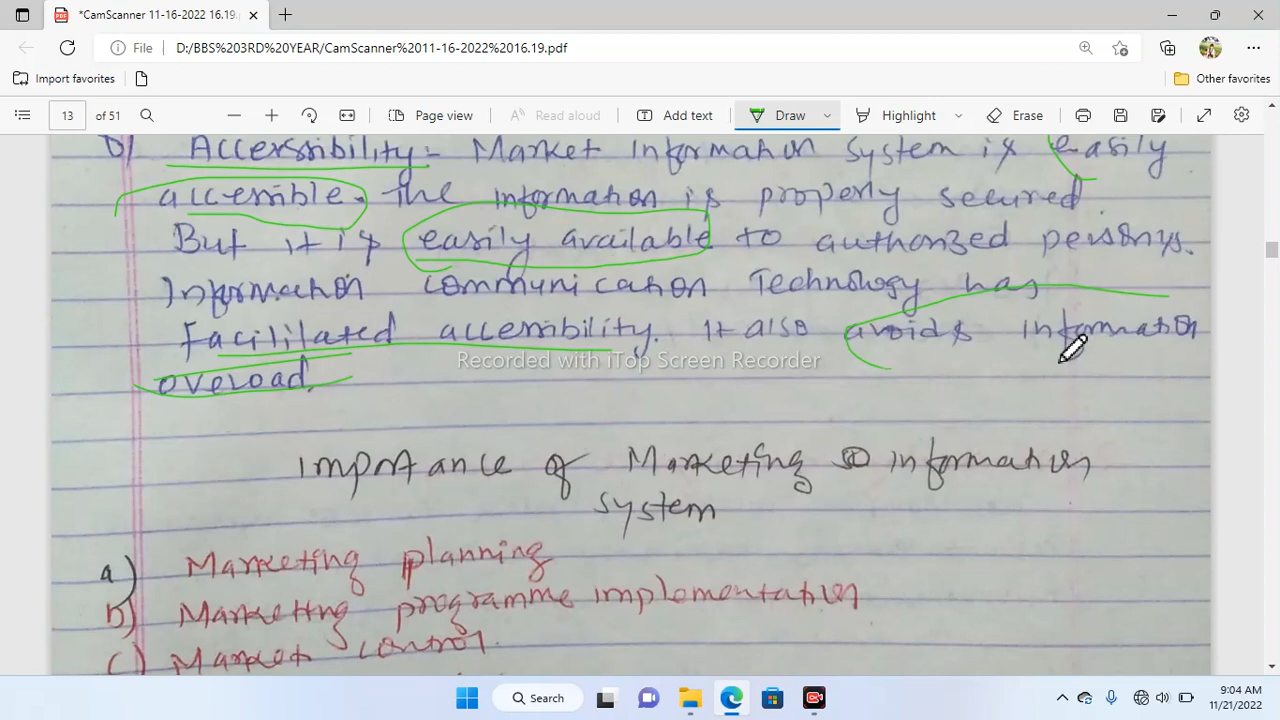 *CamScanner 11-16-2022 16.19.p
File D:/BBS%203RD%20YEAR/CamScanner%2011-16-2022%2016.19.pdf
Import favorites
Other favorites
13 of 51
Page view
Read aloud
Add text
Draw
Highlight
Erase
b) Accessibility:- Market Information System is easily
accessible. The information is properly secured.
But it is easily available to authorized persons.
Information communication Technology has
facilitated accessibility. It also avoids information
overload.
Recorded with iTop Screen Recorder
Importance of Marketing information
system
a) Marketing planning
b) Marketing programme implementation
c) Market control.
Search
9:04 AM
11/21/2022